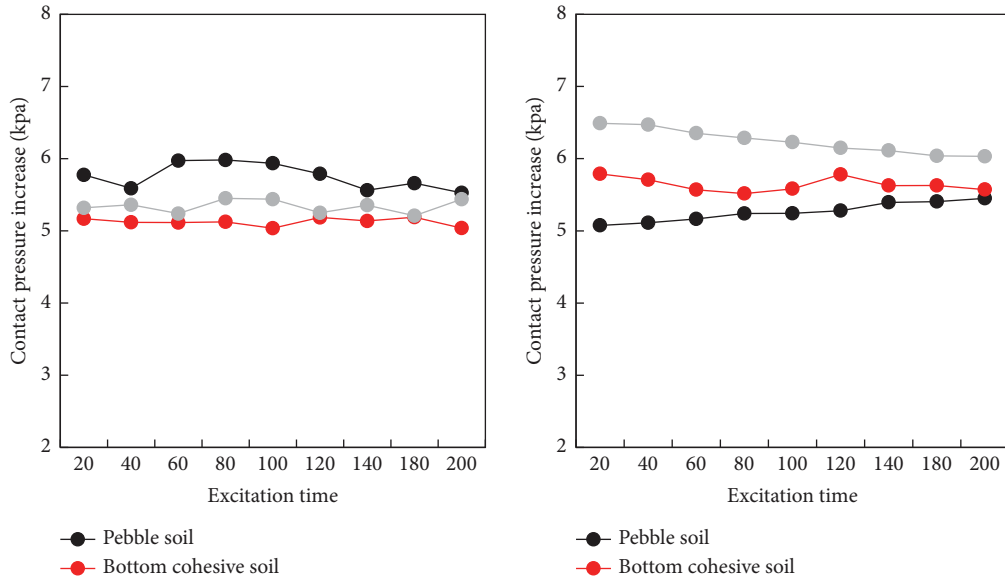 8
7
6
5
4
3
2
Contact pressure increase (kpa)
20 40 60 80 100 120 140 180 200
Excitation time
Pebble soil
Bottom cohesive soil
8
7
6
5
4
3
2
Contact pressure increase (kpa)
20 40 60 80 100 120 140 180 200
Excitation time
Pebble soil
Bottom cohesive soil